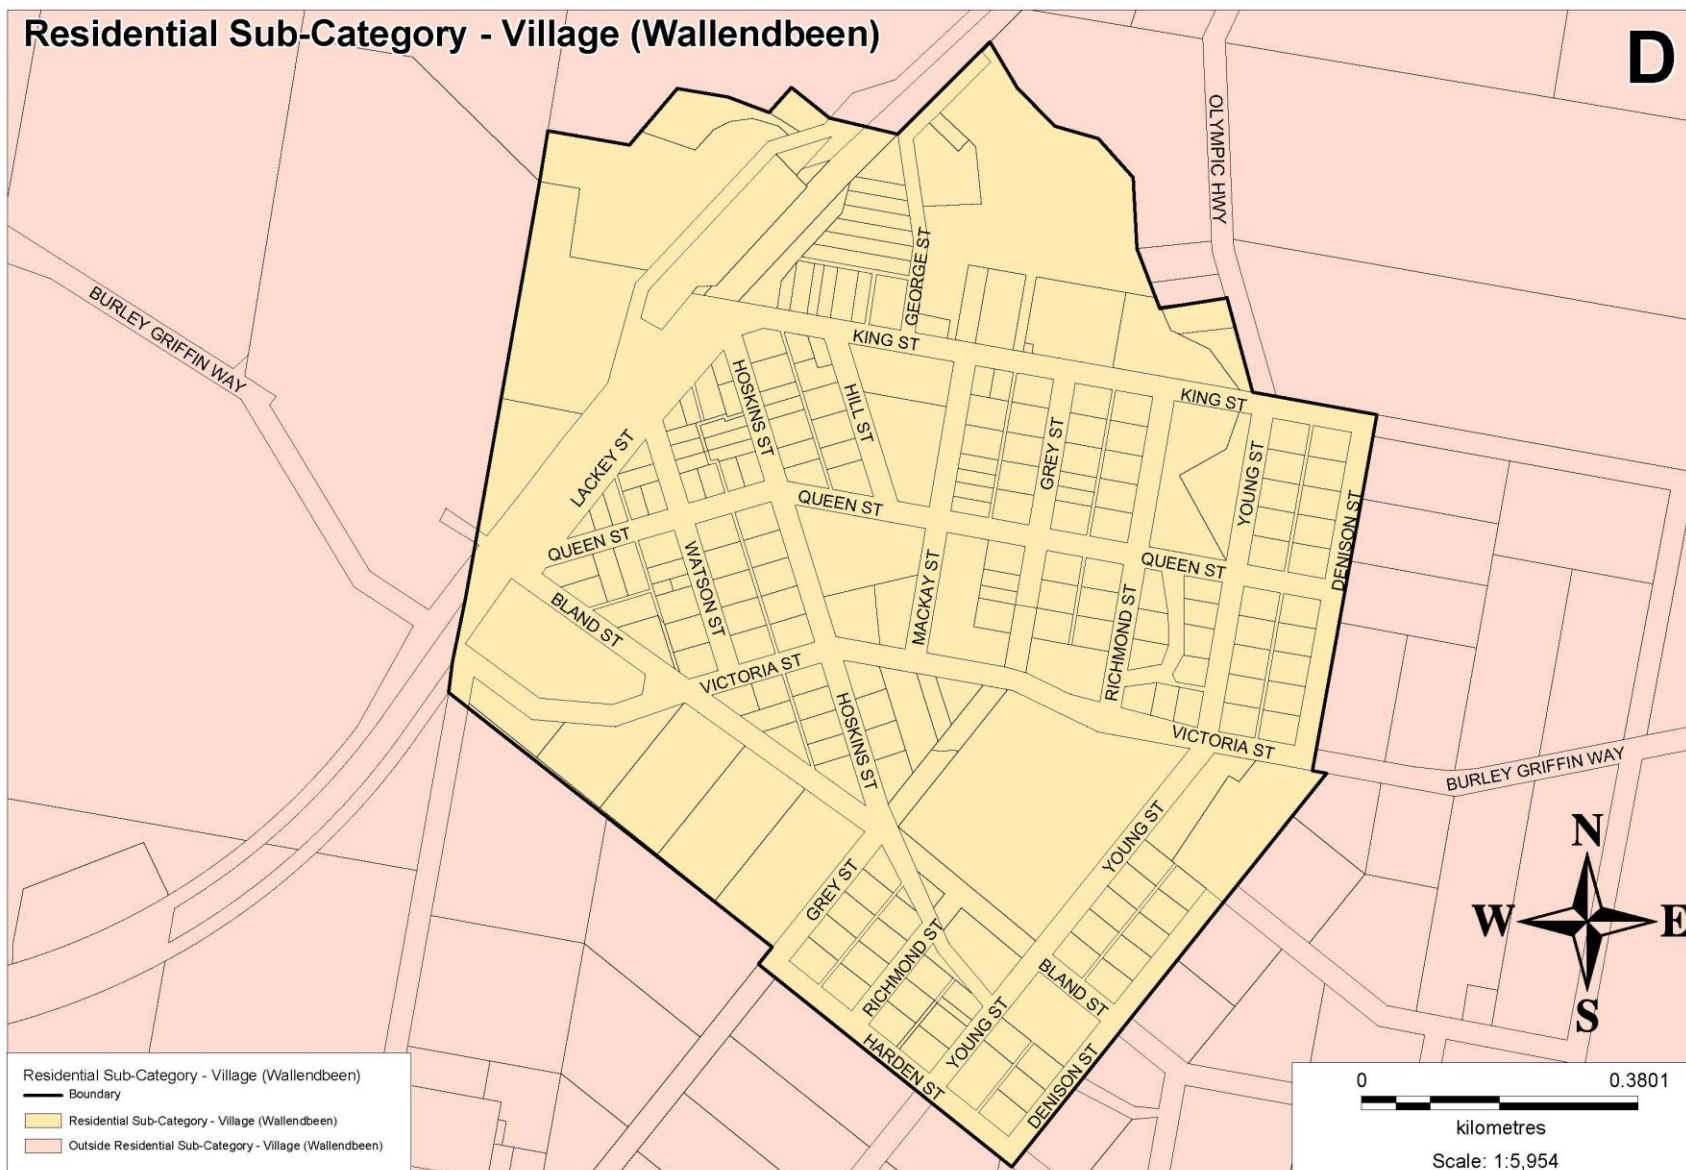 Residential Sub-Category - Village (Wallendbeen)
D
OLYMPIC HWY
BURLEY GRIFFIN WAY
GEORGE ST
KING ST
HOSKINS ST
HILL ST
KING ST
GREY ST
YOUNG ST
LACKEY ST
QUEEN ST
QUEEN ST
QUEEN ST
DENISON ST
WATSON ST
MACKAY ST
BLAND ST
RICHMOND ST
VICTORIA ST
HOSKINS ST
VICTORIA ST
BURLEY GRIFFIN WAY
YOUNG ST
GREY ST
RICHMOND ST
BLAND ST
YOUNG ST
HARDEN ST
DENISON ST
N
W
E
S
Residential Sub-Category - Village (Wallendbeen)
Boundary
Residential Sub-Category - Village (Wallendbeen)
Outside Residential Sub-Category - Village (Wallendbeen)
0 0.3801
kilometres
Scale: 1:5,954